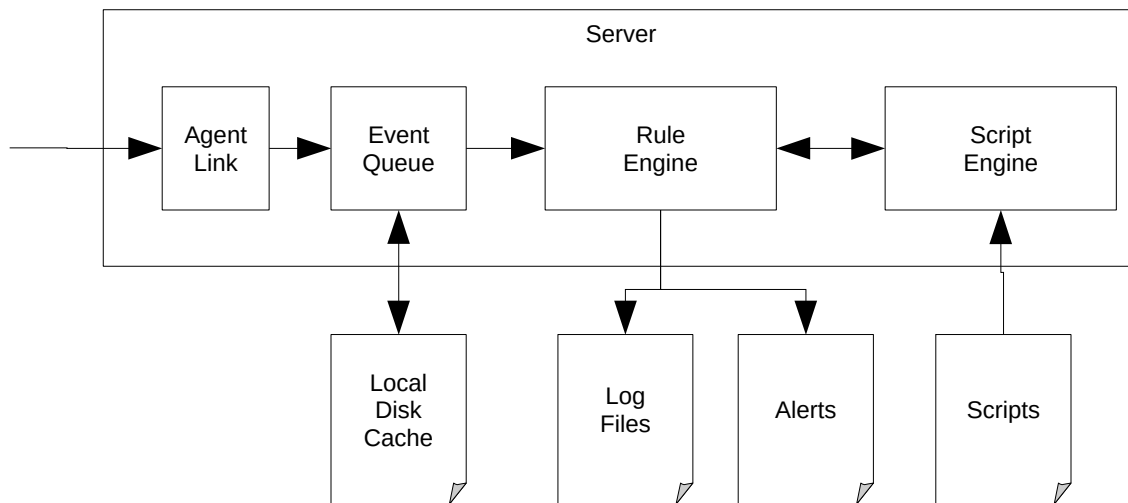 Server
Agent
Link
Event
Queue
Rule
Engine
Script
Engine
Local
Disk
Cache
Log
Files
Alerts
Scripts